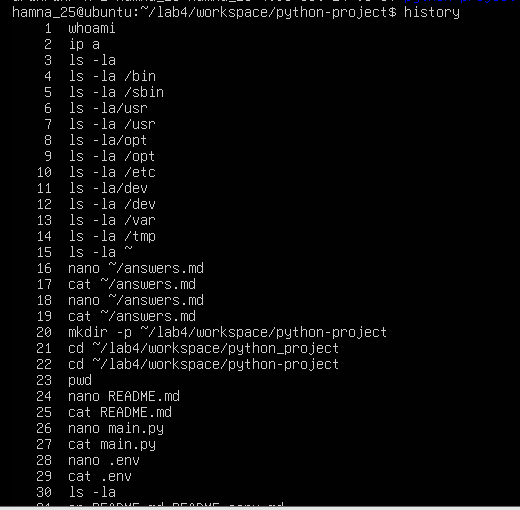 hamna_25@ubuntu:~/lab4/workspace/python-project$ history
1 whoami
2 ip a
3 ls -la
4 ls -la /bin
5 ls -la /sbin
6 ls -la/usr
7 ls -la /usr
8 ls -la/opt
9 ls -la /opt
10 ls -la /etc
11 ls -la/dev
12 ls -la /dev
13 ls -la /var
14 ls -la /tmp
15 ls -la ~
16 nano ~/answers.md
17 cat ~/answers.md
18 nano ~/answers.md
19 cat ~/answers.md
20 mkdir -p ~/lab4/workspace/python-project
21 cd ~/lab4/workspace/python_project
22 cd ~/lab4/workspace/python-project
23 pwd
24 nano README.md
25 cat README.md
26 nano main.py
27 cat main.py
28 nano .env
29 cat .env
30 ls -la